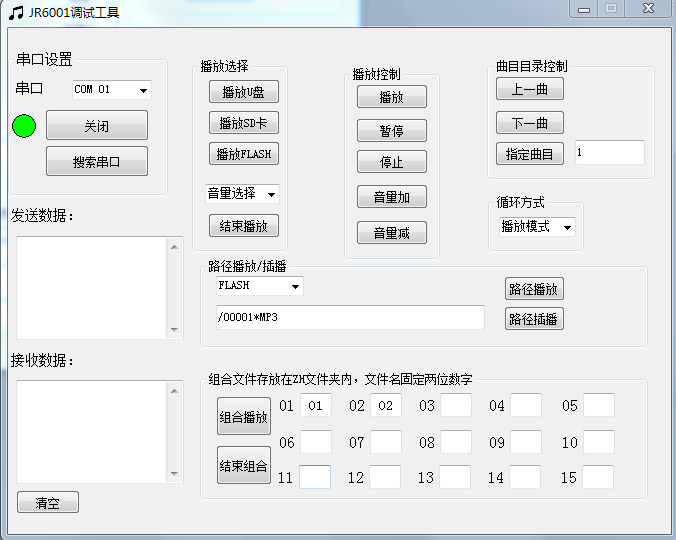 JR6001调试工具
串口设置
串口
COM 01
关闭
搜索串口
播放选择
播放U盘
播放SD卡
播放FLASH
音量选择
结束播放
播放控制
播放
暂停
停止
音量加
音量减
曲目目录控制
上一曲
下一曲
指定曲目
1
循环方式
播放模式
发送数据:
接收数据:
清空
路径播放/插播
FLASH
路径播放
/00001*MP3
路径插播
组合文件存放在ZH文件夹内，文件名固定两位数字
组合播放
结束组合
01 01 02 02 03 04 05
06 07 08 09 10
11 12 13 14 15